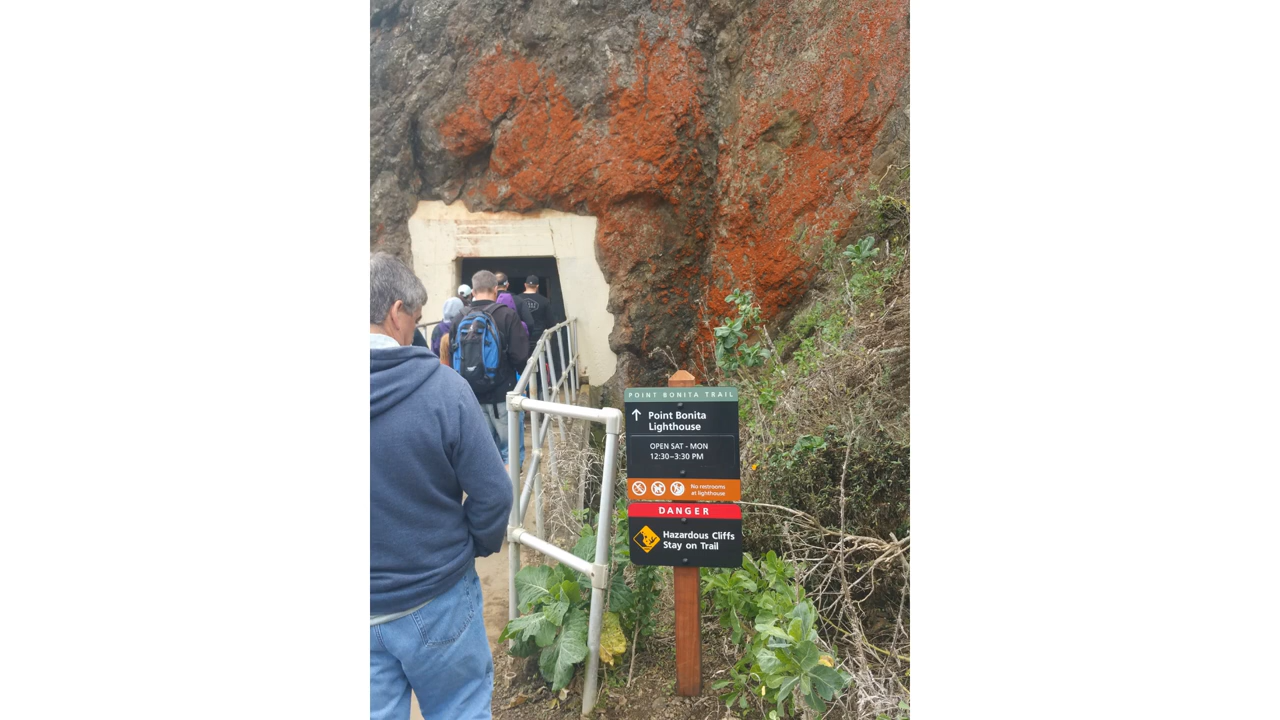 POINT BONITA TRAIL
↑ Point Bonita
Lighthouse
OPEN SAT - MON
12:30–3:30 PM
No restrooms
at lighthouse
DANGER
Hazardous Cliffs
Stay on Trail